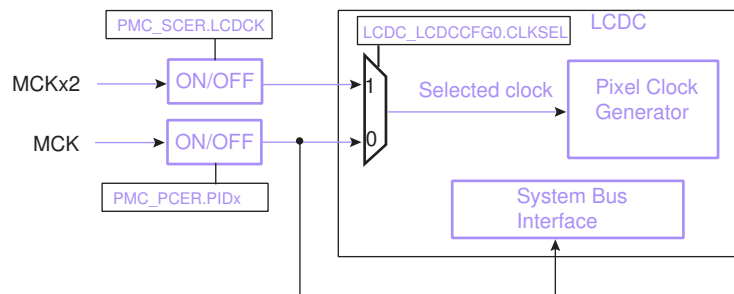 PMC_SCER.LCDCK
LCDC_LCDCCFG0.CLKSEL
LCDC
MCKx2
ON/OFF
1
Selected clock
Pixel Clock
Generator
MCK
ON/OFF
0
PMC_PCER.PIDx
System Bus
Interface